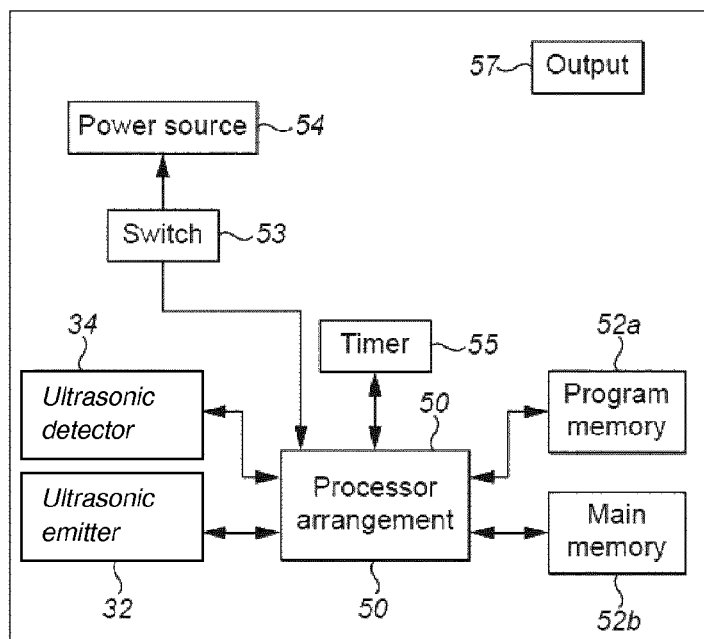 57 Output
Power source 54
Switch 53
34
Timer 55
52a
Ultrasonic
detector
50
Program
memory
Ultrasonic
emitter
Processor
arrangement
Main
memory
32
50
52b